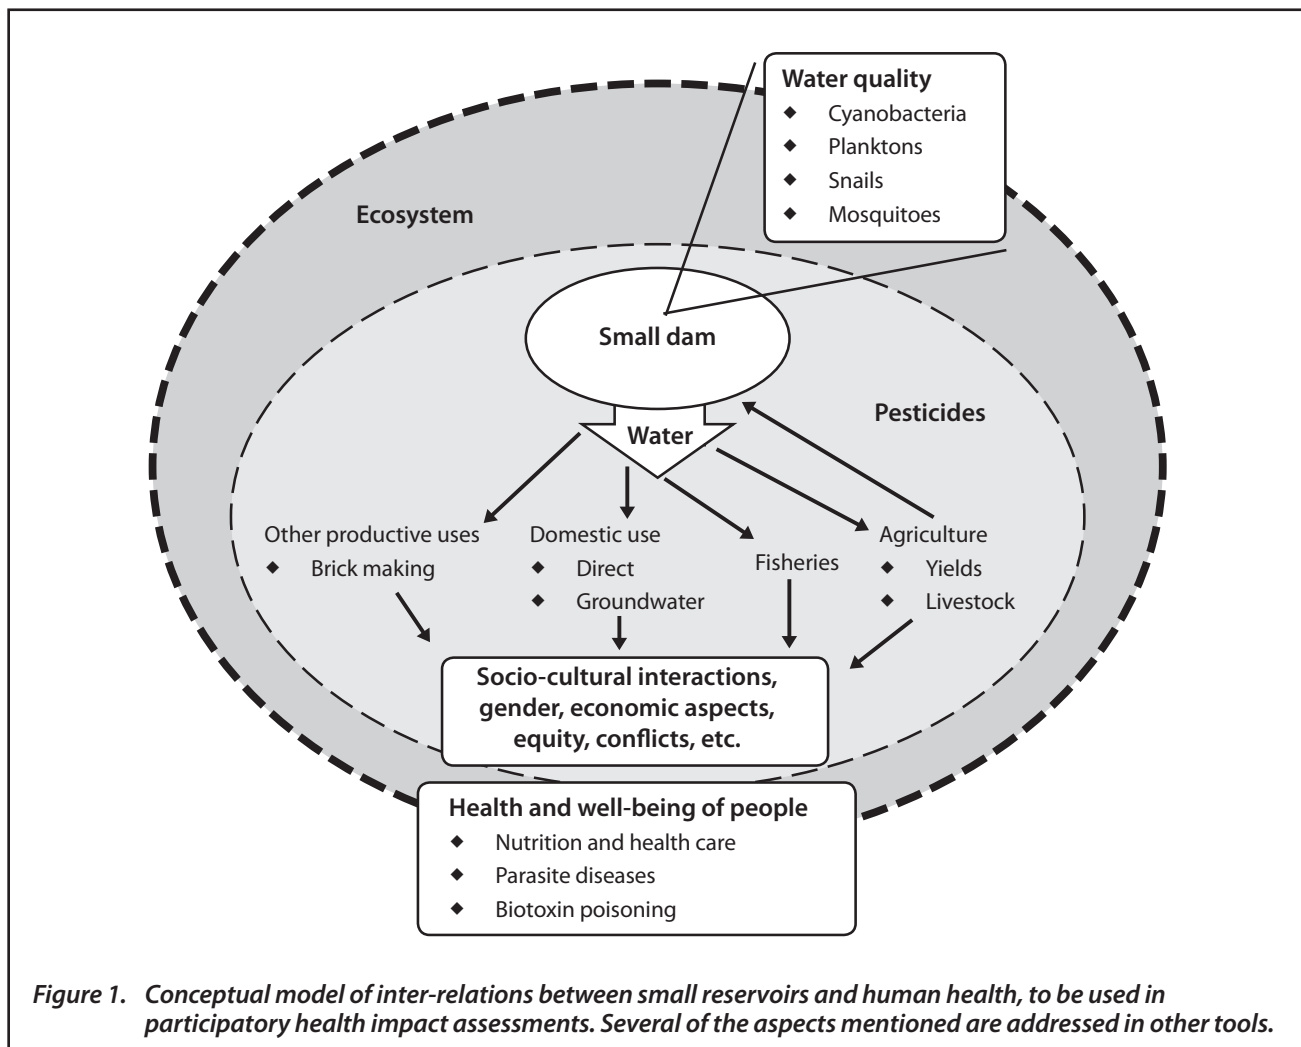 Water quality
◆ Cyanobacteria
◆ Planktons
◆ Snails
◆ Mosquitoes
Ecosystem
Small dam
Pesticides
Water
Other productive uses
◆ Brick making
Domestic use
◆ Direct
◆ Groundwater
Fisheries
Agriculture
◆ Yields
◆ Livestock
Socio-cultural interactions,
gender, economic aspects,
equity, conflicts, etc.
Health and well-being of people
◆ Nutrition and health care
◆ Parasite diseases
◆ Biotoxin poisoning
Figure 1. Conceptual model of inter-relations between small reservoirs and human health, to be used in
participatory health impact assessments. Several of the aspects mentioned are addressed in other tools.